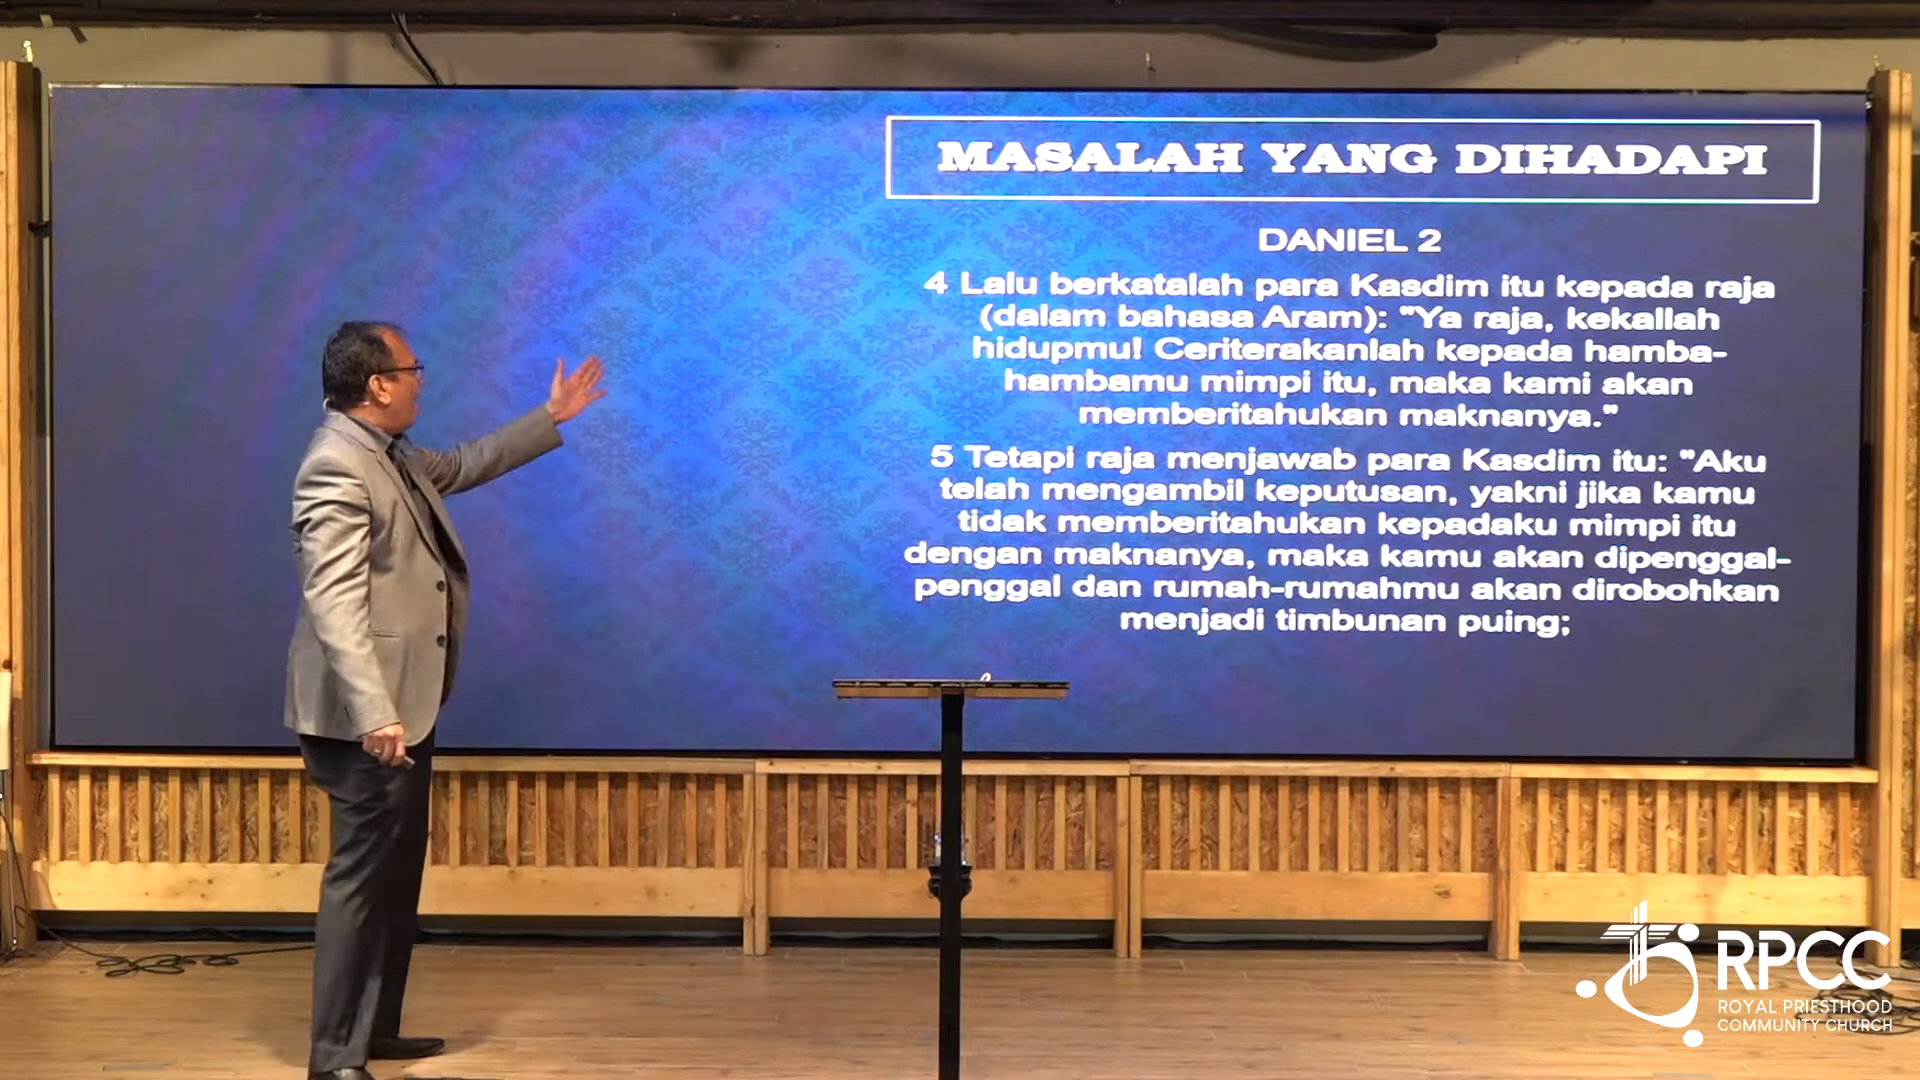 MASALAH YANG DIHADAPI
DANIEL 2
4 Lalu berkatalah para Kasdim itu kepada raja
(dalam bahasa Aram): "Ya raja, kekallah
hidupmu! Ceriterakanlah kepada hamba-
hambamu mimpi itu, maka kami akan
memberitahukan maknanya."
5 Tetapi raja menjawab para Kasdim itu: "Aku
telah mengambil keputusan, yakni jika kamu
tidak memberitahukan kepadaku mimpi itu
dengan maknanya, maka kamu akan dipenggal-
penggal dan rumah-rumahmu akan dirobohkan
menjadi timbunan puing;
RPCC
ROYAL PRIESTHOOD
COMMUNITY CHURCH